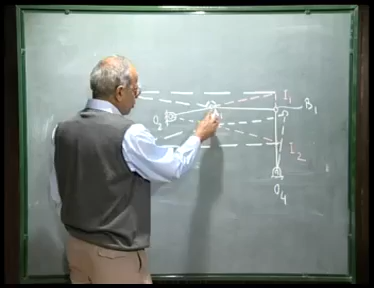 I₁
B₁
O₂
I₂
O₄